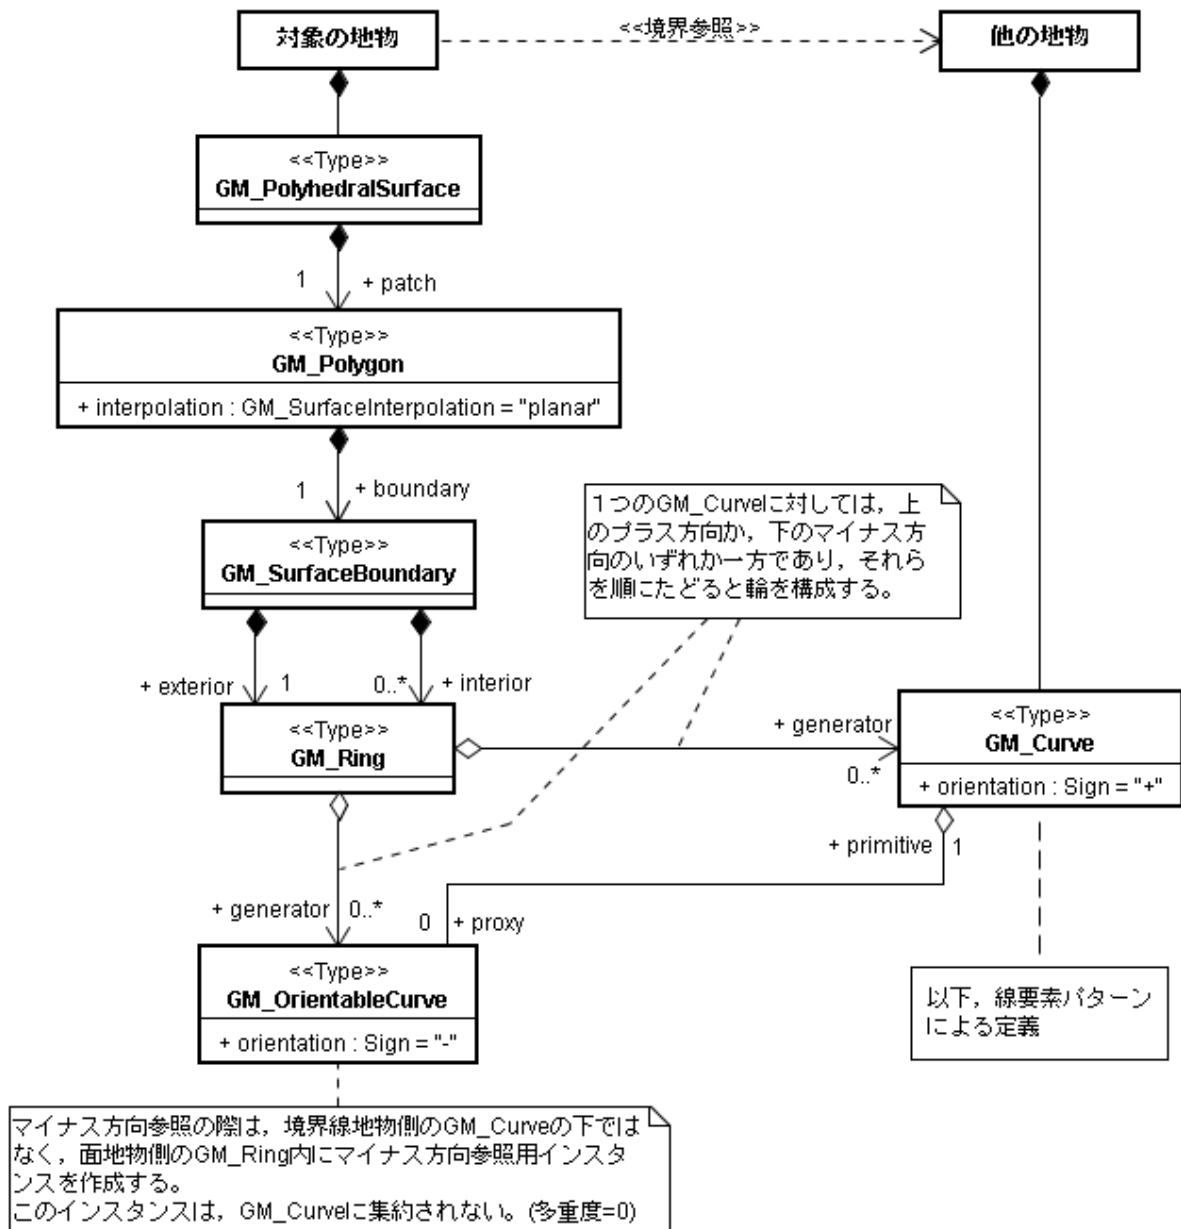 対象の地物
<<境界参照>>
他の地物
<<Type>>
GM_PolyhedralSurface
1
+ patch
<<Type>>
GM_Polygon
+ interpolation : GM_SurfaceInterpolation = "planar"
1
+ boundary
<<Type>>
GM_SurfaceBoundary
１つのGM_Curveに対しては，上
のプラス方向か，下のマイナス方
向のいずれか一方であり，それら
を順にたどると輪を構成する。
+ exterior
1
0..*
+ interior
<<Type>>
GM_Ring
+ generator
0..*
<<Type>>
GM_Curve
+ orientation : Sign = "+"
+ primitive
1
+ generator
0..*
0
+ proxy
<<Type>>
GM_OrientableCurve
+ orientation : Sign = "-"
以下，線要素パターン
による定義
マイナス方向参照の際は，境界線地物側のGM_Curveの下では
なく，面地物側のGM_Ring内にマイナス方向参照用インスタ
ンスを作成する。
このインスタンスは，GM_Curveに集約されない。(多重度=0)